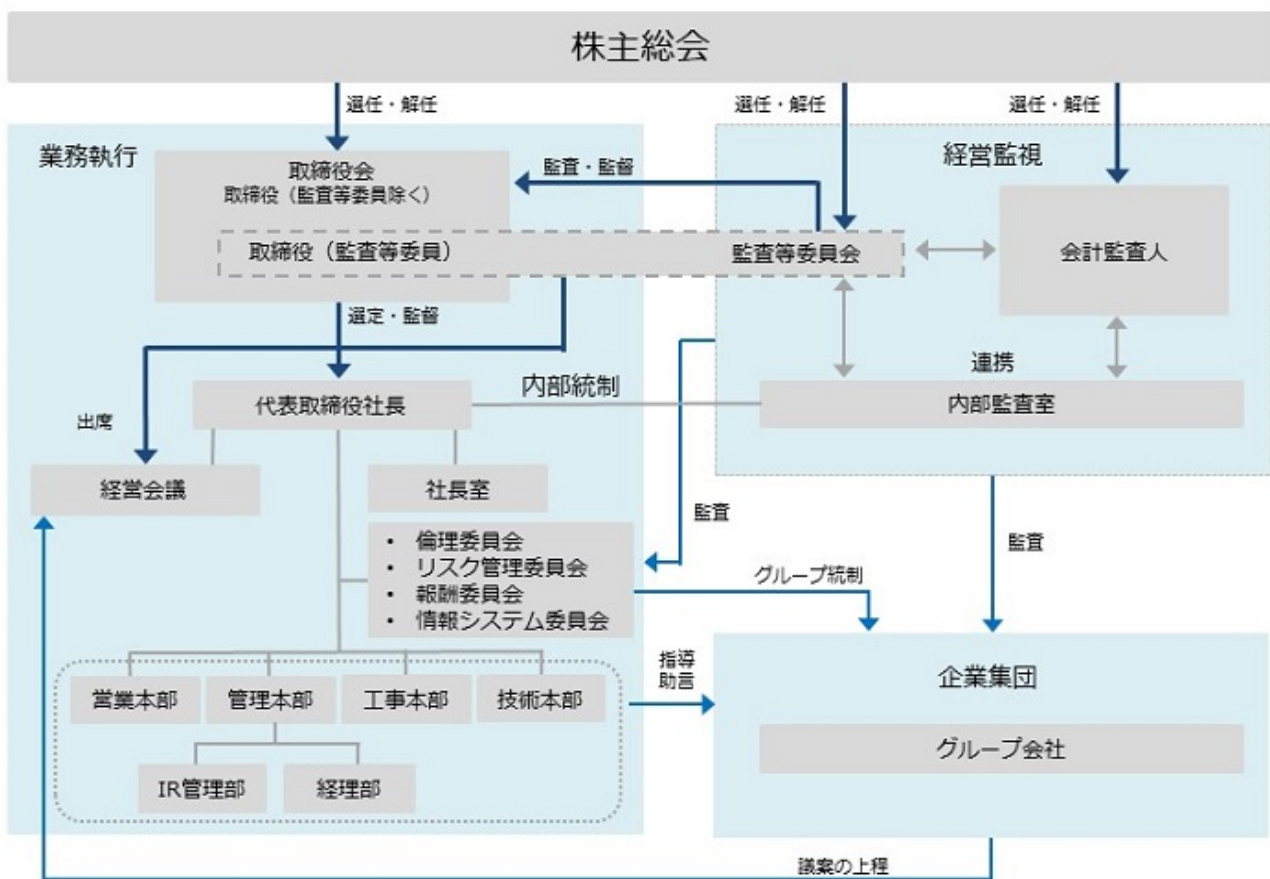 株主総会
選任・解任
選任・解任
選任・解任
業務執行
経営監視
取締役会
取締役（監査等委員除く）
監査・監督
取締役（監査等委員）
監査等委員会
会計監査人
選定・監督
内部統制
連携
代表取締役社長
内部監査室
出席
経営会議
社長室
監査
監査
• 倫理委員会
• リスク管理委員会
• 報酬委員会
• 情報システム委員会
グループ統制
指導
助言
企業集団
営業本部
管理本部
工事本部
技術本部
グループ会社
IR管理部
経理部
議案の上程